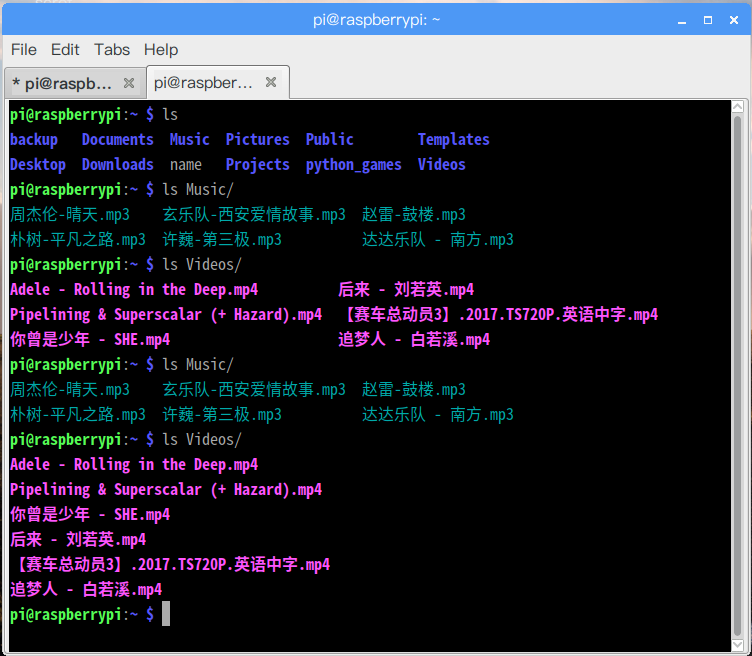 pi@raspberrypi: ~
File Edit Tabs Help
* pi@raspb... pi@raspber...
pi@raspberrypi:~ $ ls
backup Documents Music Pictures Public Templates
Desktop Downloads name Projects python_games Videos
pi@raspberrypi:~ $ ls Music/
周杰伦-晴天.mp3 玄乐队-西安爱情故事.mp3 赵雷-鼓楼.mp3
朴树-平凡之路.mp3 许巍-第三极.mp3 达达乐队 - 南方.mp3
pi@raspberrypi:~ $ ls Videos/
Adele - Rolling in the Deep.mp4 后来 - 刘若英.mp4
Pipelining & Superscalar (+ Hazard).mp4 【赛车总动员3】.2017.TS720P.英语中字.mp4
你曾是少年 - SHE.mp4 追梦人 - 白若溪.mp4
pi@raspberrypi:~ $ ls Music/
周杰伦-晴天.mp3 玄乐队-西安爱情故事.mp3 赵雷-鼓楼.mp3
朴树-平凡之路.mp3 许巍-第三极.mp3 达达乐队 - 南方.mp3
pi@raspberrypi:~ $ ls Videos/
Adele - Rolling in the Deep.mp4
Pipelining & Superscalar (+ Hazard).mp4
你曾是少年 - SHE.mp4
后来 - 刘若英.mp4
【赛车总动员3】.2017.TS720P.英语中字.mp4
追梦人 - 白若溪.mp4
pi@raspberrypi:~ $